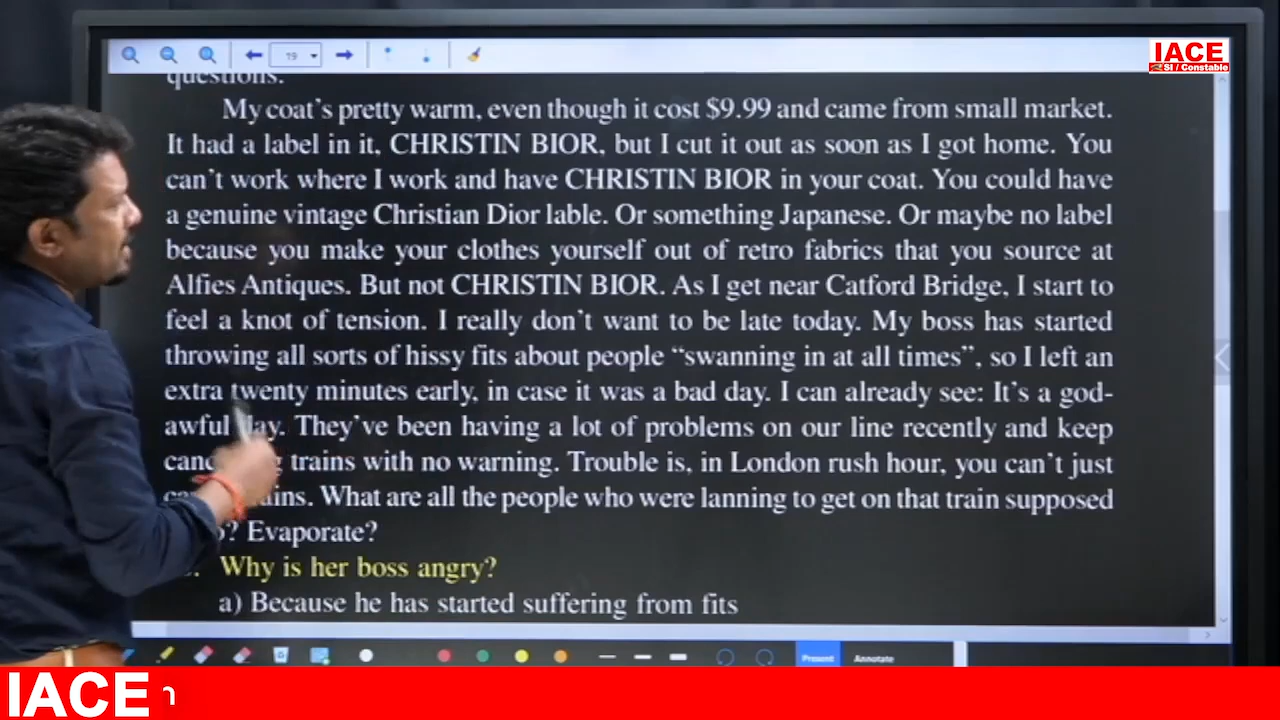 19
IACE
SI / Constable
questions.
My coat's pretty warm, even though it cost $9.99 and came from small market.
It had a label in it, CHRISTIN BIOR, but I cut it out as soon as I got home. You
can't work where I work and have CHRISTIN BIOR in your coat. You could have
a genuine vintage Christian Dior lable. Or something Japanese. Or maybe no label
because you make your clothes yourself out of retro fabrics that you source at
Alfies Antiques. But not CHRISTIN BIOR. As I get near Catford Bridge, I start to
feel a knot of tension. I really don't want to be late today. My boss has started
throwing all sorts of hissy fits about people “swanning in at all times”, so I left an
extra twenty minutes early, in case it was a bad day. I can already see: It's a god-
awful day. They've been having a lot of problems on our line recently and keep
trains with no warning. Trouble is, in London rush hour, you can't just
What are all the people who were lanning to get on that train supposed
Evaporate?
Why is her boss angry?
a) Because he has started suffering from fits
Present
Annotate
IACE